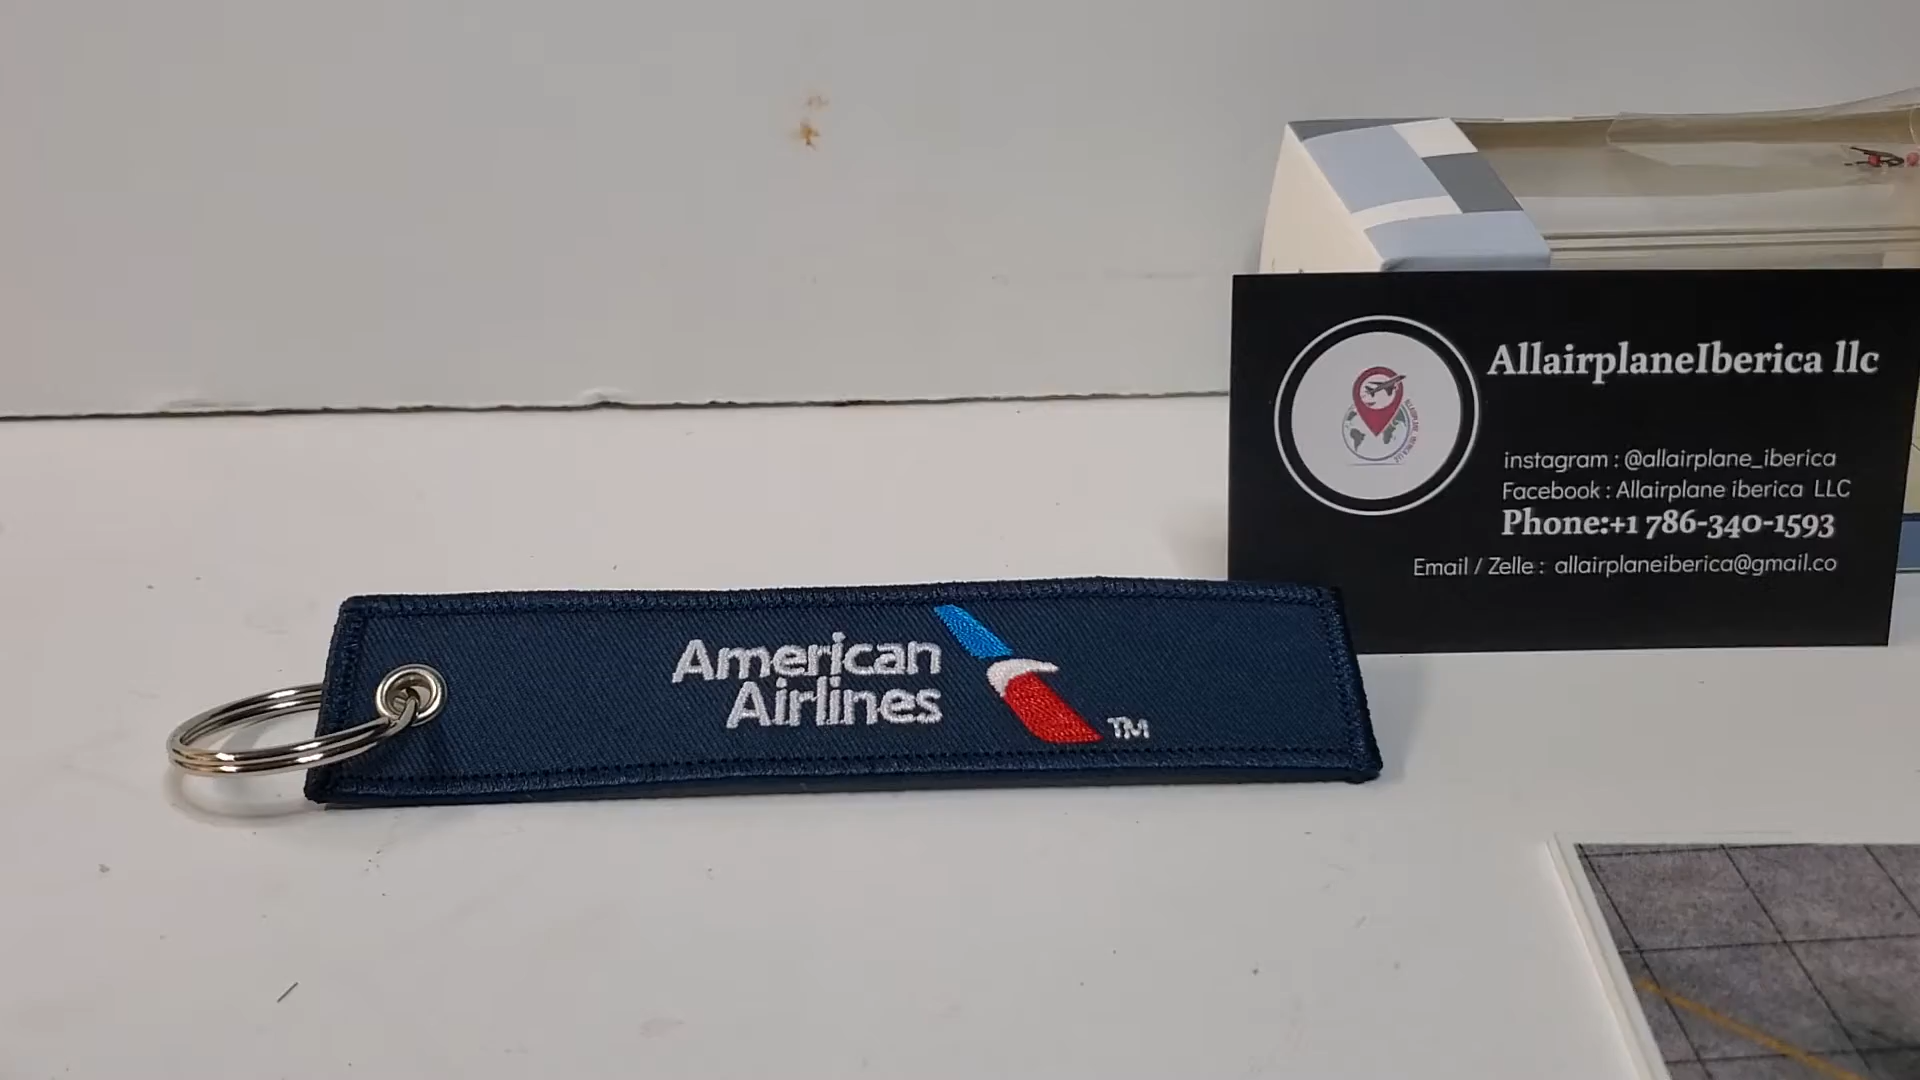 American
Airlines
TM
AllairplaneIberica llc
instagram : @allairplane_iberica
Facebook : Allairplane iberica LLC
Phone:+1 786-340-1593
Email / Zelle : allairplaneiberica@gmail.co